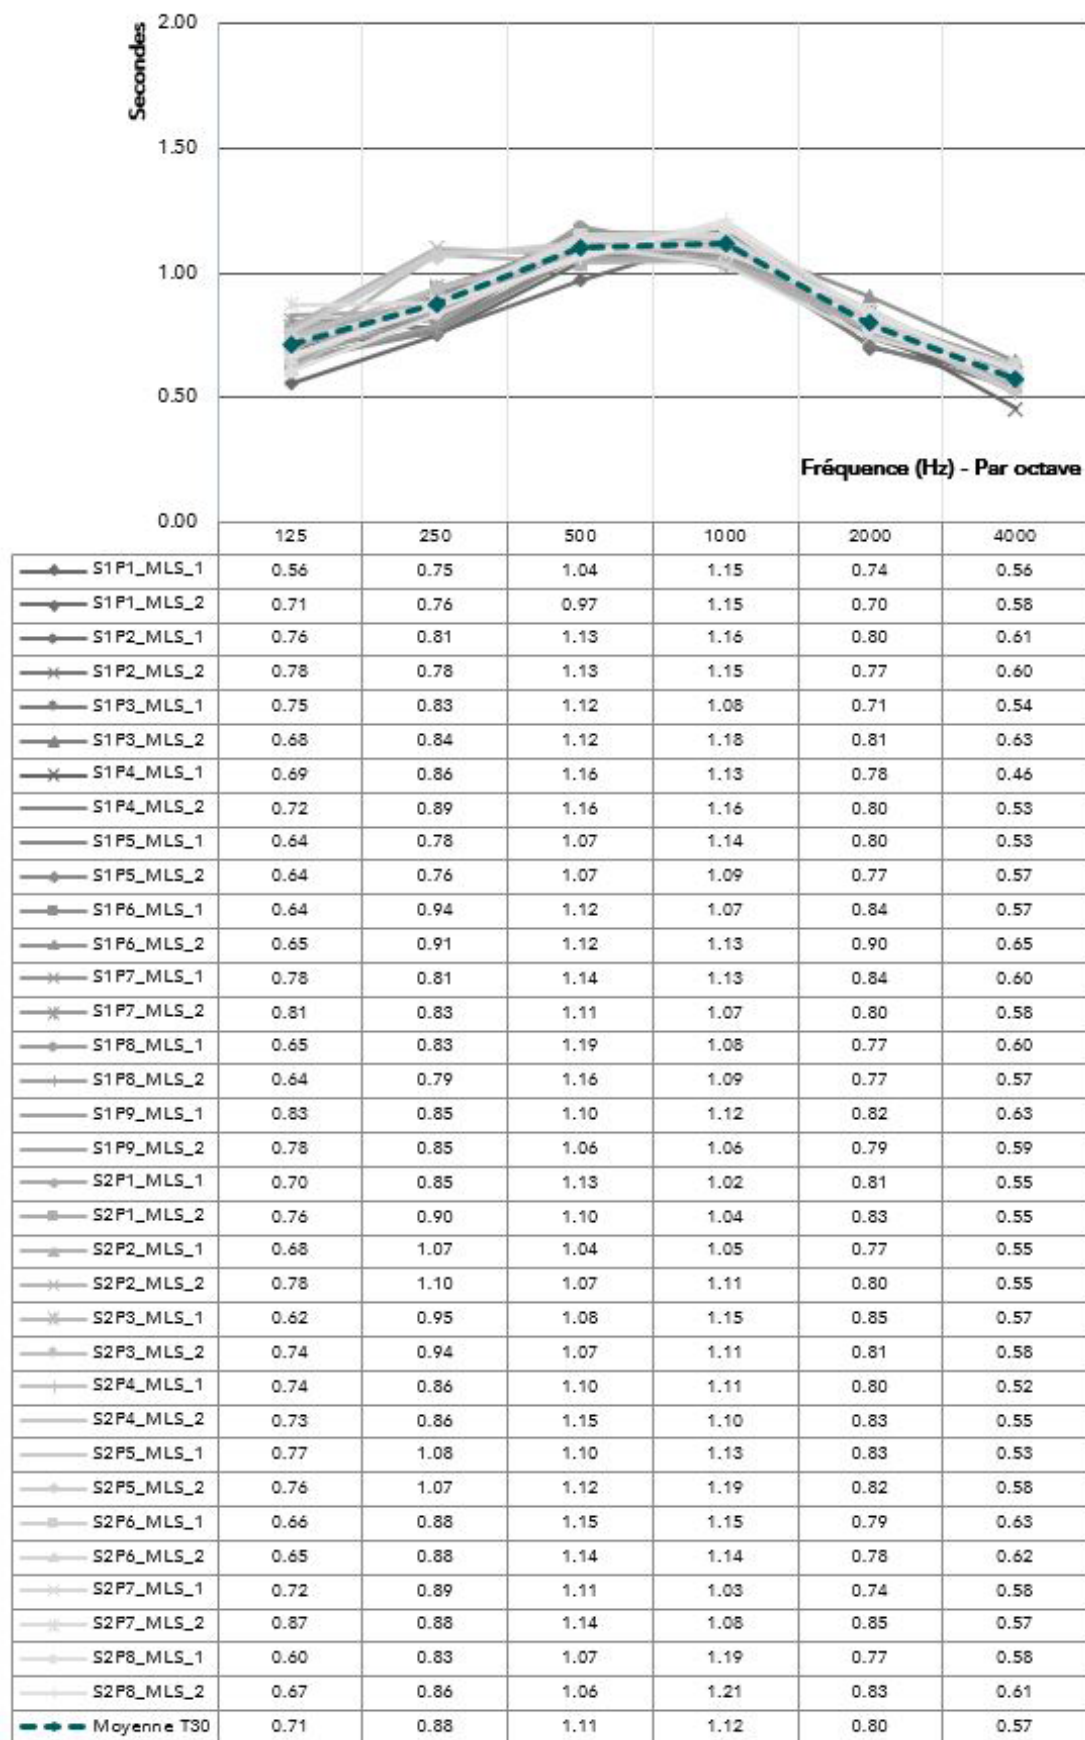 Secondes
2.00
1.50
1.00
0.50
0.00
Fréquence (Hz) - Par octave
125 250 500 1000 2000 4000
S1P1_MLS_1 0.56 0.75 1.04 1.15 0.74 0.56
S1P1_MLS_2 0.71 0.76 0.97 1.15 0.70 0.58
S1P2_MLS_1 0.76 0.81 1.13 1.16 0.80 0.61
S1P2_MLS_2 0.78 0.78 1.13 1.15 0.77 0.60
S1P3_MLS_1 0.75 0.83 1.12 1.08 0.71 0.54
S1P3_MLS_2 0.68 0.84 1.12 1.18 0.81 0.63
S1P4_MLS_1 0.69 0.86 1.16 1.13 0.78 0.46
S1P4_MLS_2 0.72 0.89 1.16 1.16 0.80 0.53
S1P5_MLS_1 0.64 0.78 1.07 1.14 0.80 0.53
S1P5_MLS_2 0.64 0.76 1.07 1.09 0.77 0.57
S1P6_MLS_1 0.64 0.94 1.12 1.07 0.84 0.57
S1P6_MLS_2 0.65 0.91 1.12 1.13 0.90 0.65
S1P7_MLS_1 0.78 0.81 1.14 1.13 0.84 0.60
S1P7_MLS_2 0.81 0.83 1.11 1.07 0.80 0.58
S1P8_MLS_1 0.65 0.83 1.19 1.08 0.77 0.60
S1P8_MLS_2 0.64 0.79 1.16 1.09 0.77 0.57
S1P9_MLS_1 0.83 0.85 1.10 1.12 0.82 0.63
S1P9_MLS_2 0.78 0.85 1.06 1.06 0.79 0.59
S2P1_MLS_1 0.70 0.85 1.13 1.02 0.81 0.55
S2P1_MLS_2 0.76 0.90 1.10 1.04 0.83 0.55
S2P2_MLS_1 0.68 1.07 1.04 1.05 0.77 0.55
S2P2_MLS_2 0.78 1.10 1.07 1.11 0.80 0.55
S2P3_MLS_1 0.62 0.95 1.08 1.15 0.85 0.57
S2P3_MLS_2 0.74 0.94 1.07 1.11 0.81 0.58
S2P4_MLS_1 0.74 0.86 1.10 1.11 0.80 0.52
S2P4_MLS_2 0.73 0.86 1.15 1.10 0.83 0.55
S2P5_MLS_1 0.77 1.08 1.10 1.13 0.83 0.53
S2P5_MLS_2 0.76 1.07 1.12 1.19 0.82 0.58
S2P6_MLS_1 0.66 0.88 1.15 1.15 0.79 0.63
S2P6_MLS_2 0.65 0.88 1.14 1.14 0.78 0.62
S2P7_MLS_1 0.72 0.89 1.11 1.03 0.74 0.58
S2P7_MLS_2 0.87 0.88 1.14 1.08 0.85 0.57
S2P8_MLS_1 0.60 0.83 1.07 1.19 0.77 0.58
S2P8_MLS_2 0.67 0.86 1.06 1.21 0.83 0.61
Moyenne T30 0.71 0.88 1.11 1.12 0.80 0.57